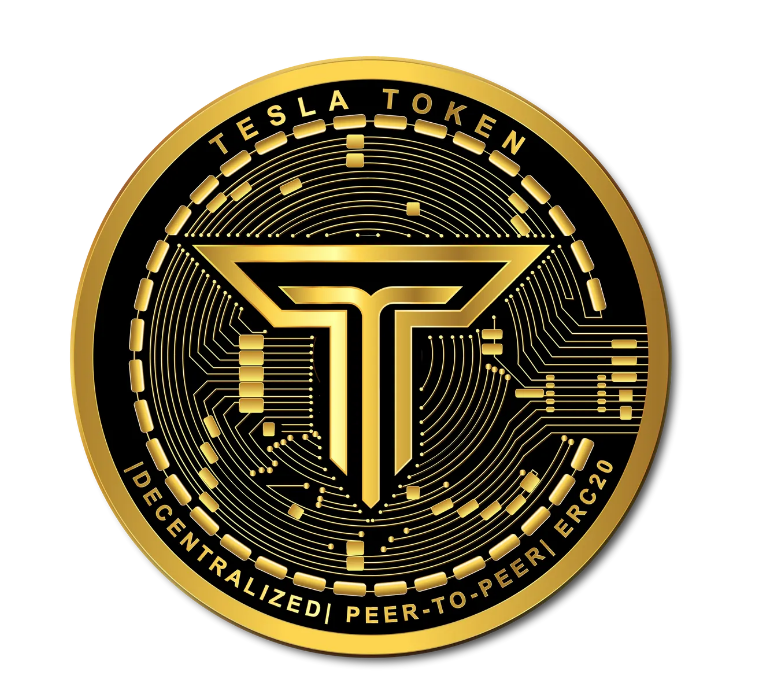 TESLA TOKEN
|DECENTRALIZED| PEER-TO-PEER| ERC20